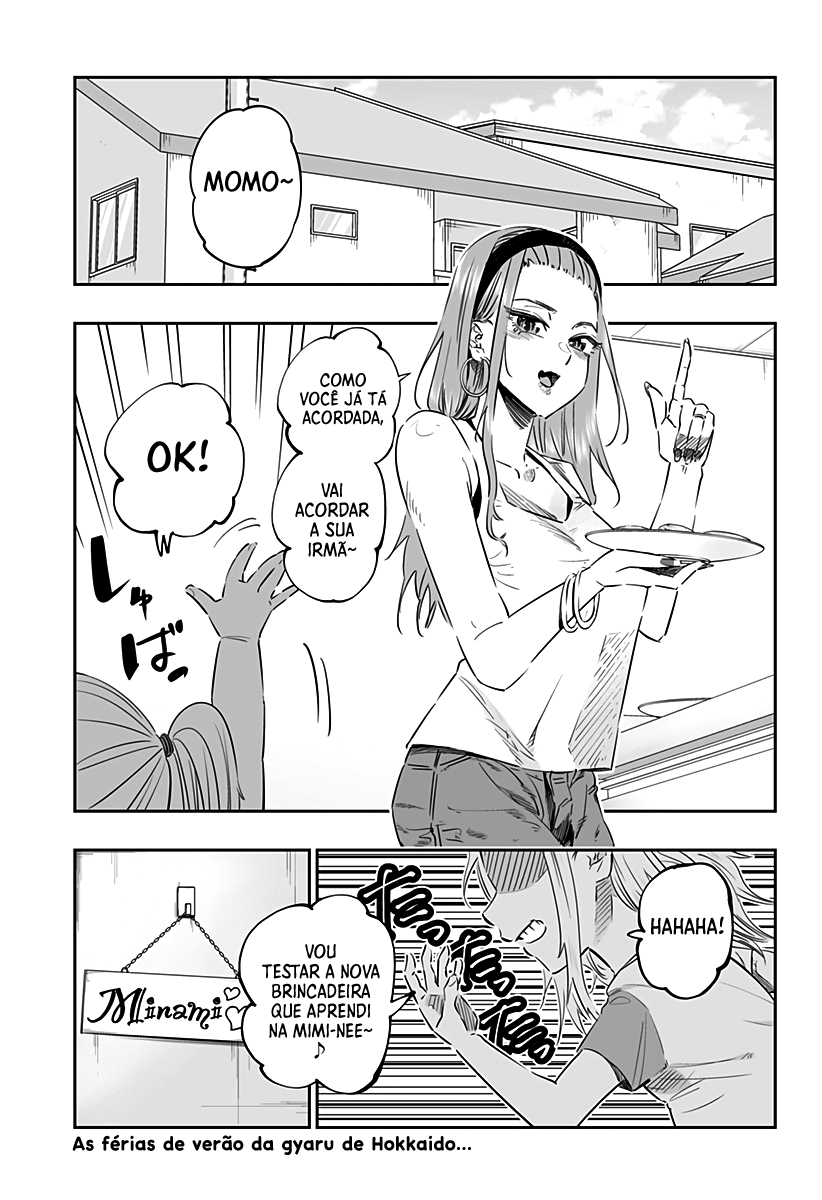 MOMO~
COMO
VOCÊ JÁ TÁ
ACORDADA,
VAI
ACORDAR
A SUA
IRMÃ~
OK!
しゅ
ばっ
HAHAHA!
VOU
TESTAR A NOVA
BRINCADEIRA
QUE APRENDI
NA MIMI-NEE~
♪
Minami♡♡
As férias de verão da gyaru de Hokkaido...